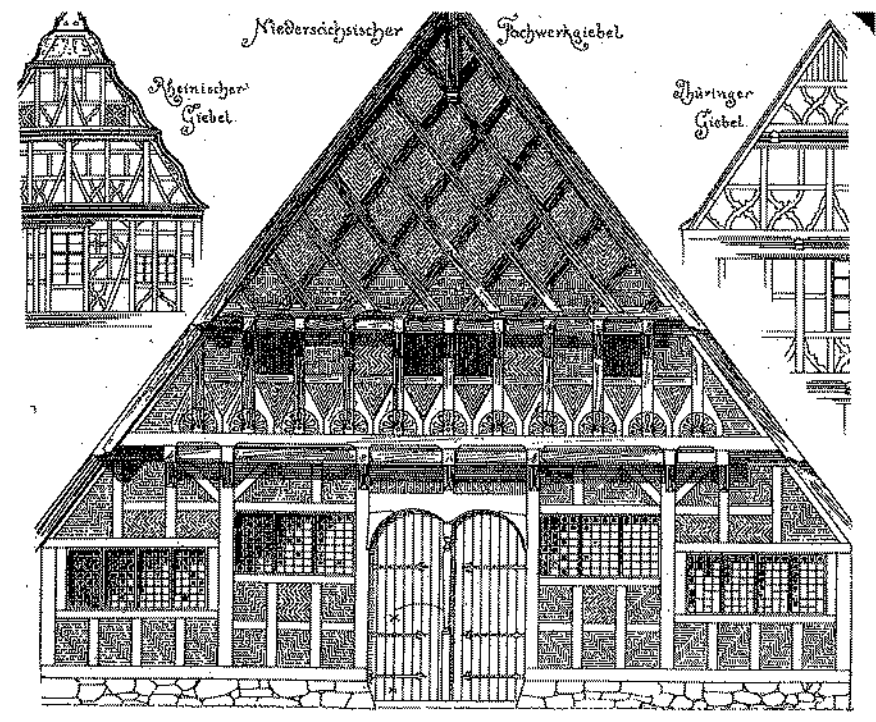 Niedersächsischer Fachwerkgiebel
Rheinischer
Giebel.
Thüringer
Giebel.